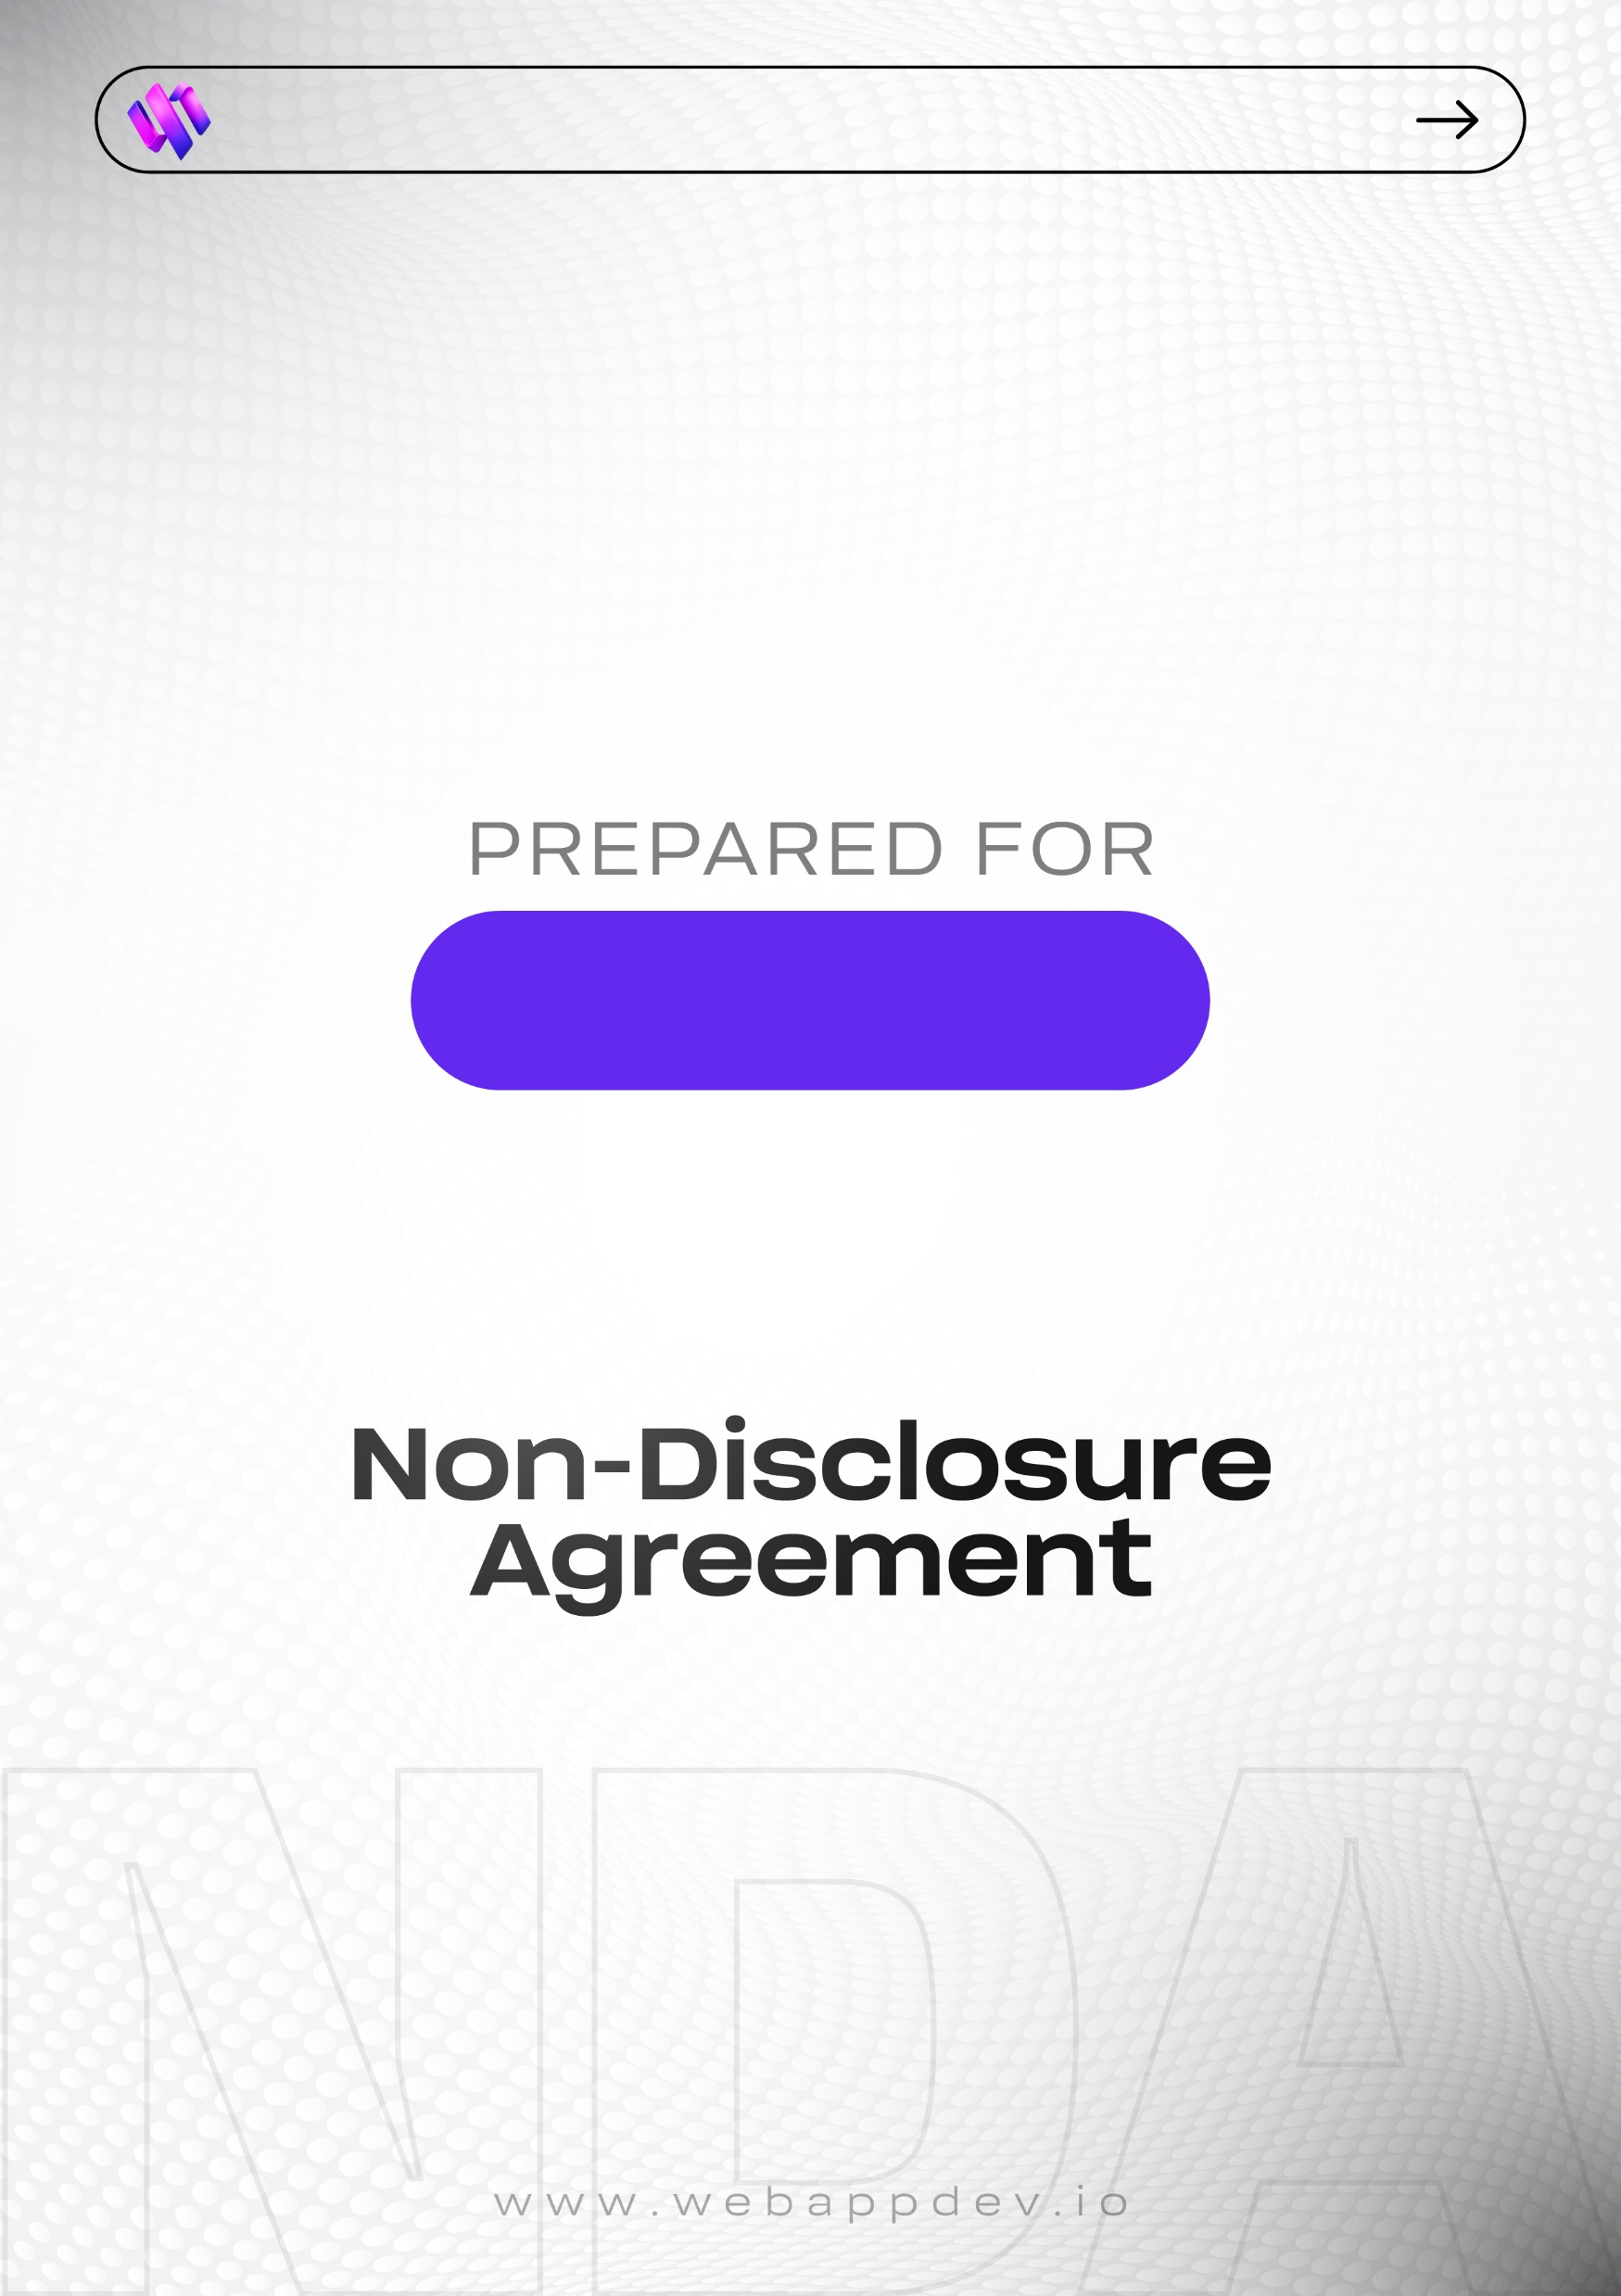 PREPARED FOR
Non-Disclosure
Agreement
NDA
www.webappdev.io